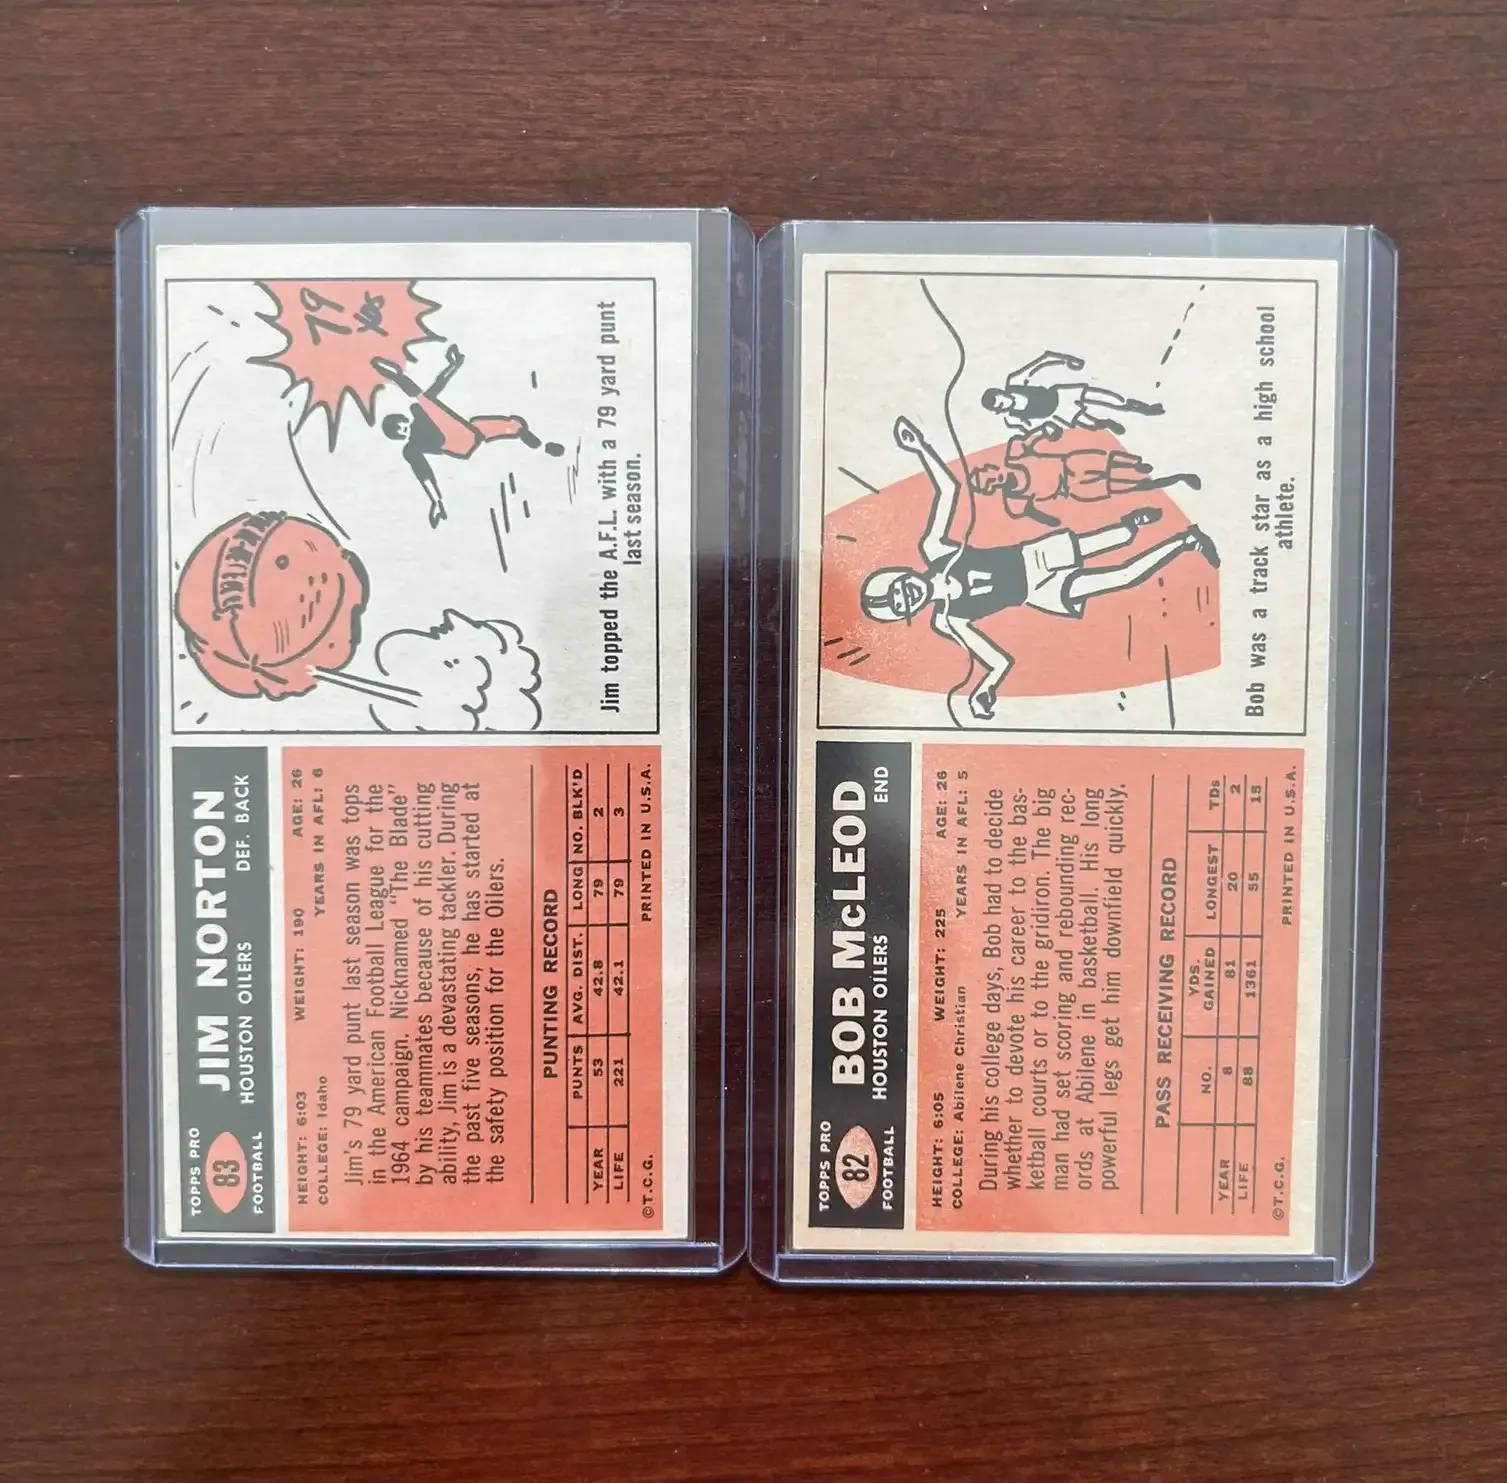 TOPPS PRO
83
FOOTBALL
JIM NORTON
HOUSTON OILERS DEF. BACK
HEIGHT: 6:03 WEIGHT: 190 AGE: 26
COLLEGE: Idaho YEARS IN AFL: 6
Jim's 79 yard punt last season was tops
in the American Football League for the
1964 campaign. Nicknamed "The Blade"
by his teammates because of his cutting
ability, Jim is a devastating tackler. During
the past five seasons, he has started at
the safety position for the Oilers.
PUNTING RECORD
PUNTS AVG. DIST. LONG NO. BLK'D
YEAR 53 42.8 79 2
LIFE 221 42.1 79 3
©T.C.G. PRINTED IN U.S.A.
79
YDS
Jim topped the A.F.L. with a 79 yard punt
last season.
TOPPS PRO
82
FOOTBALL
BOB McLEOD
HOUSTON OILERS END
HEIGHT: 6:05 WEIGHT: 225 AGE: 26
COLLEGE: Abilene Christian YEARS IN AFL: 5
During his college days, Bob had to decide
whether to devote his career to the bas-
ketball courts or to the gridiron. The big
man had set scoring and rebounding rec-
ords at Abilene in basketball. His long
powerful legs get him downfield quickly.
PASS RECEIVING RECORD
NO. YDS. GAINED LONGEST TDs
YEAR 8 81 20 2
LIFE 88 1361 55 15
©T.C.G. PRINTED IN U.S.A.
17
Bob was a track star as a high school
athlete.